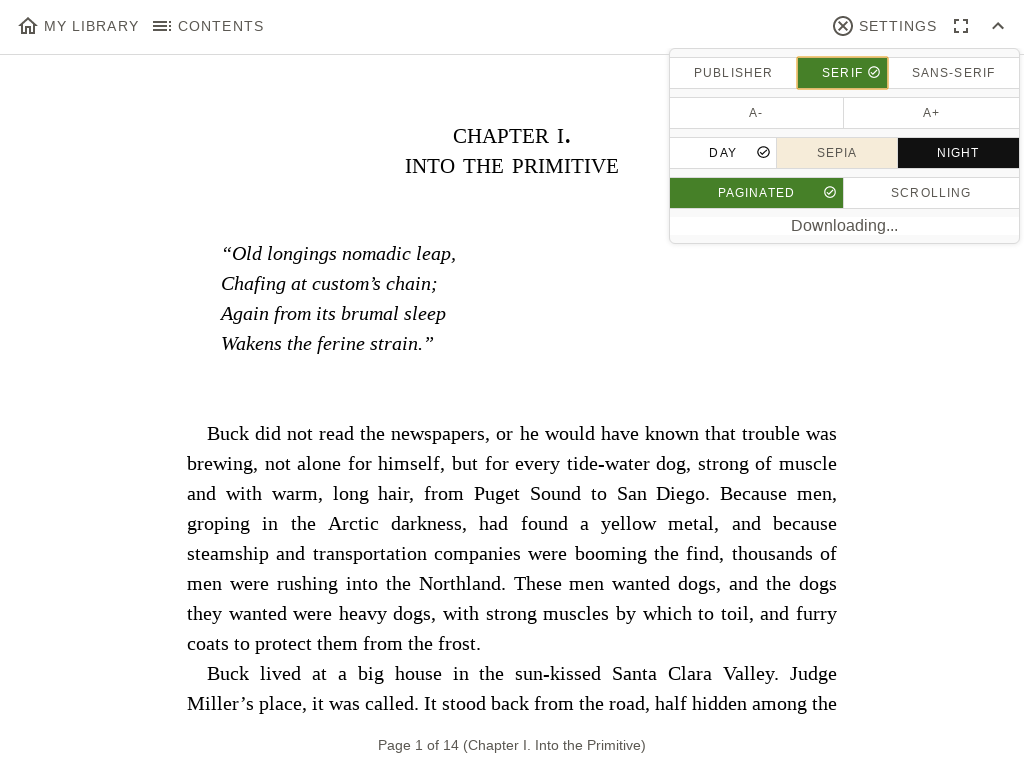 MY LIBRARY CONTENTS SETTINGS
PUBLISHER SERIF SANS-SERIF
A- A+
DAY SEPIA NIGHT
PAGINATED SCROLLING
Downloading...
CHAPTER I.
INTO THE PRIMITIVE
“Old longings nomadic leap,
Chafing at custom’s chain;
Again from its brumal sleep
Wakens the ferine strain.”
Buck did not read the newspapers, or he would have known that trouble was
brewing, not alone for himself, but for every tide-water dog, strong of muscle
and with warm, long hair, from Puget Sound to San Diego. Because men,
groping in the Arctic darkness, had found a yellow metal, and because
steamship and transportation companies were booming the find, thousands of
men were rushing into the Northland. These men wanted dogs, and the dogs
they wanted were heavy dogs, with strong muscles by which to toil, and furry
coats to protect them from the frost.
Buck lived at a big house in the sun-kissed Santa Clara Valley. Judge
Miller’s place, it was called. It stood back from the road, half hidden among the
Page 1 of 14 (Chapter I. Into the Primitive)